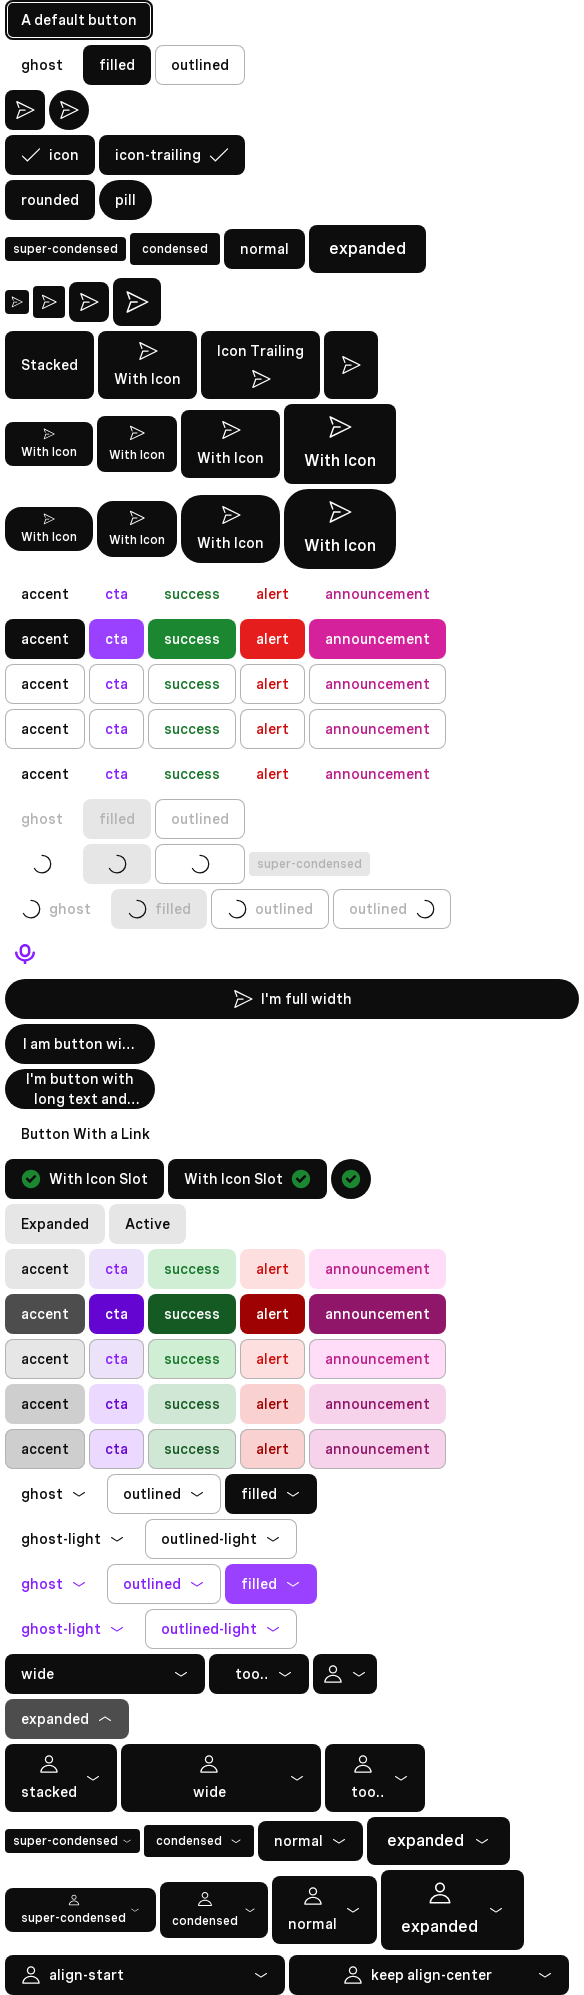 A default button
ghost filled outlined
icon icon-trailing
rounded pill
super-condensed condensed normal expanded
Stacked With Icon Icon Trailing
With Icon With Icon With Icon With Icon
With Icon With Icon With Icon With Icon
accent cta success alert announcement
accent cta success alert announcement
accent cta success alert announcement
accent cta success alert announcement
accent cta success alert announcement
ghost filled outlined
super-condensed
ghost filled outlined outlined
I'm full width
I am button wi...
I'm button with
long text and...
Button With a Link
With Icon Slot With Icon Slot
Expanded Active
accent cta success alert announcement
accent cta success alert announcement
accent cta success alert announcement
accent cta success alert announcement
accent cta success alert announcement
ghost outlined filled
ghost-light outlined-light
ghost outlined filled
ghost-light outlined-light
wide too..
expanded
stacked wide too..
super-condensed condensed normal expanded
super-condensed condensed normal expanded
align-start keep align-center